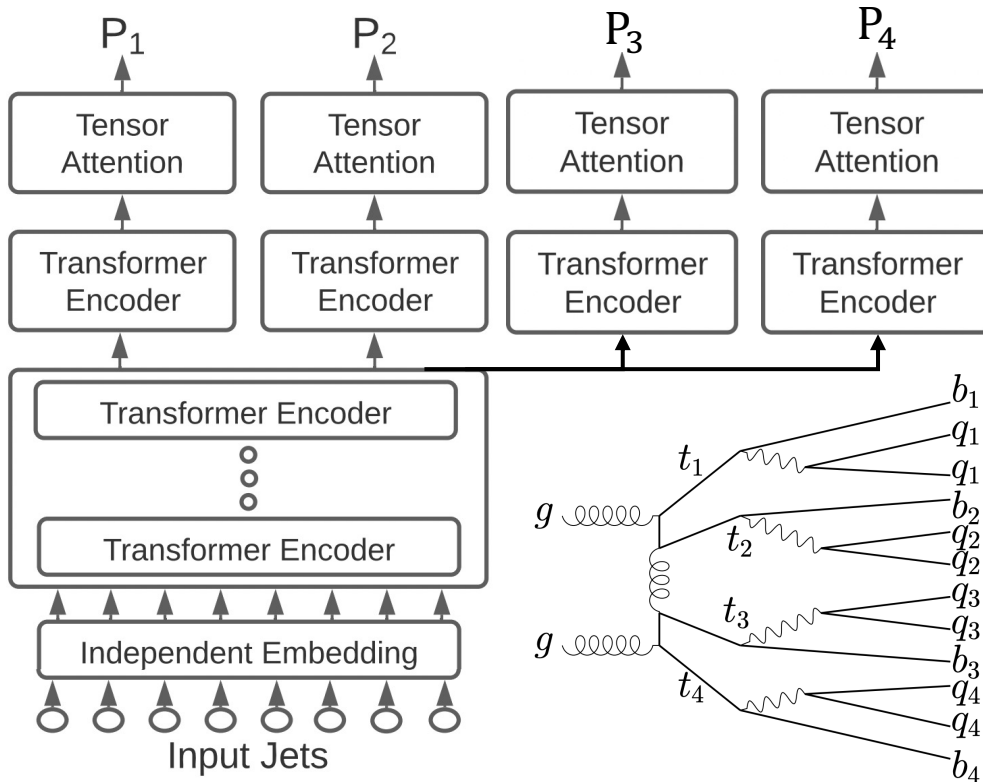 P₁ P₂ P₃ P₄
Tensor
Attention
Tensor
Attention
Tensor
Attention
Tensor
Attention
Transformer
Encoder
Transformer
Encoder
Transformer
Encoder
Transformer
Encoder
Transformer Encoder
Transformer Encoder
Independent Embedding
Input Jets
b₁
q₁
t₁
q₁
g
b₂
q₂
t₂
q₂
q₃
t₃
q₃
g
b₃
t₄
q₄
q₄
b₄